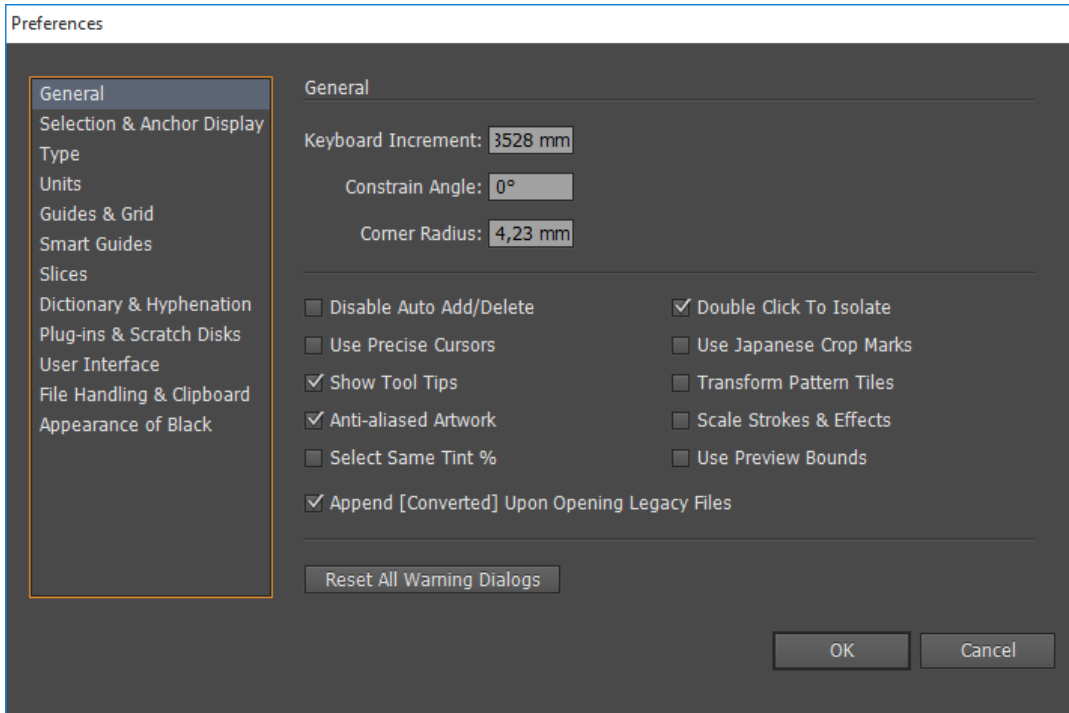 Preferences
General
Selection & Anchor Display
Type
Units
Guides & Grid
Smart Guides
Slices
Dictionary & Hyphenation
Plug-ins & Scratch Disks
User Interface
File Handling & Clipboard
Appearance of Black
General
Keyboard Increment: 3528 mm
Constrain Angle: 0°
Corner Radius: 4,23 mm
Disable Auto Add/Delete
Use Precise Cursors
Show Tool Tips
Anti-aliased Artwork
Select Same Tint %
Double Click To Isolate
Use Japanese Crop Marks
Transform Pattern Tiles
Scale Strokes & Effects
Use Preview Bounds
Append [Converted] Upon Opening Legacy Files
Reset All Warning Dialogs
OK
Cancel